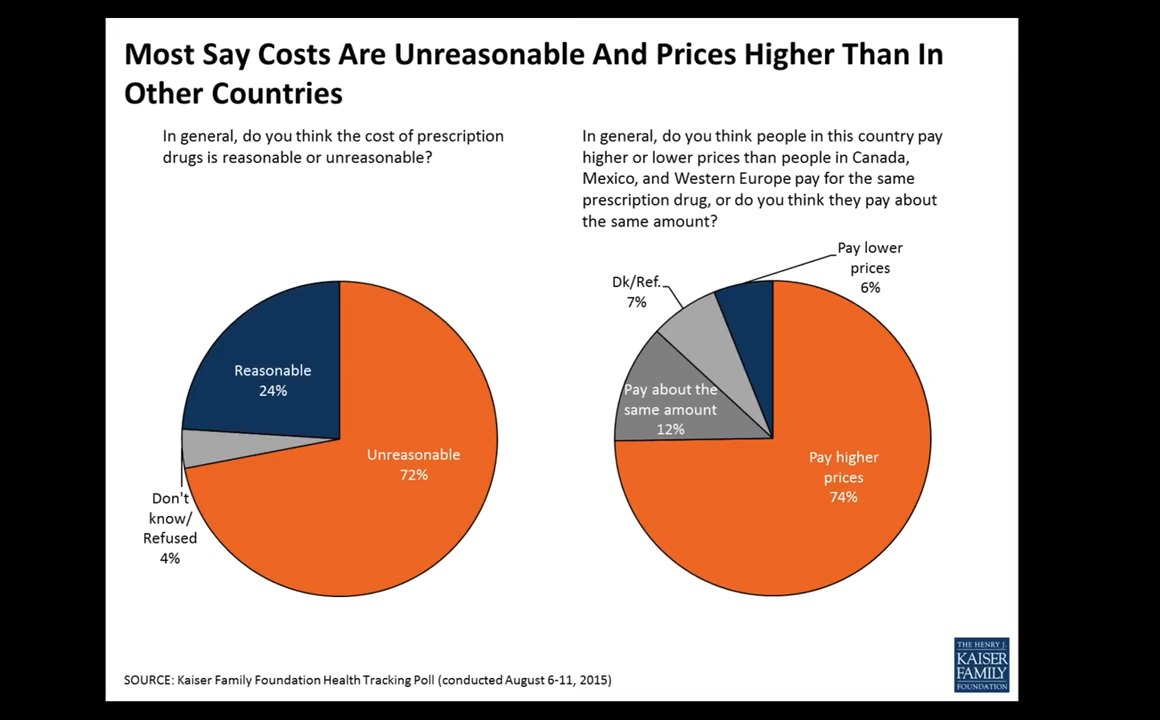 Most Say Costs Are Unreasonable And Prices Higher Than In
Other Countries
In general, do you think the cost of prescription
drugs is reasonable or unreasonable?
Reasonable
24%
Unreasonable
72%
Don't
know/
Refused
4%
In general, do you think people in this country pay
higher or lower prices than people in Canada,
Mexico, and Western Europe pay for the same
prescription drug, or do you think they pay about
the same amount?
Pay lower
prices
6%
Dk/Ref.
7%
Pay about the
same amount
12%
Pay higher
prices
74%
SOURCE: Kaiser Family Foundation Health Tracking Poll (conducted August 6-11, 2015)
THE HENRY J.
KAISER
FAMILY
FOUNDATION